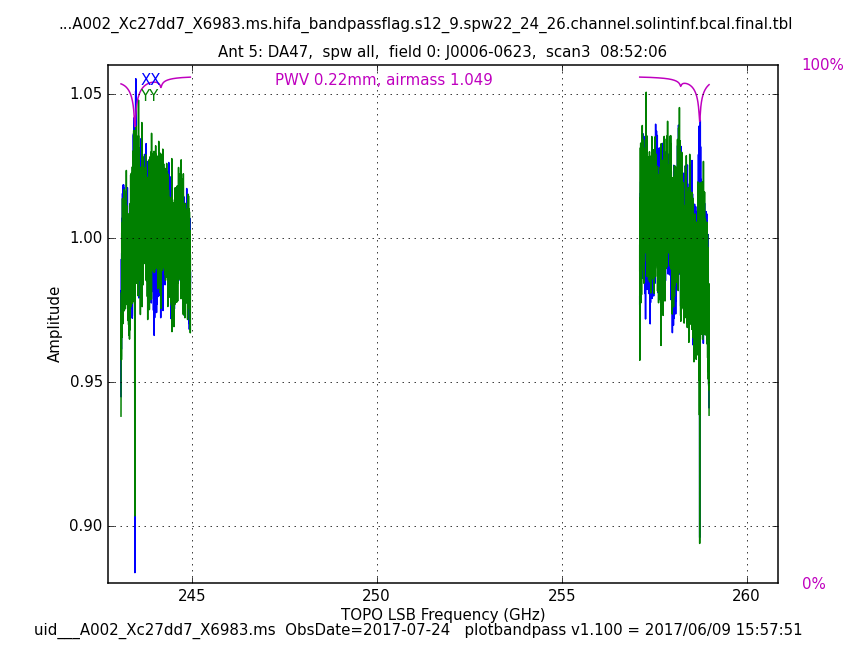 ...A002_Xc27dd7_X6983.ms.hifa_bandpassflag.s12_9.spw22_24_26.channel.solintinf.bcal.final.tbl
Ant 5: DA47,  spw all,  field 0: J0006-0623,  scan3  08:52:06
100%
XX
PWV 0.22mm, airmass 1.049
YY
1.05
1.00
0.95
0.90
Amplitude
0%
245
250
255
260
TOPO LSB Frequency (GHz)
uid___A002_Xc27dd7_X6983.ms  ObsDate=2017-07-24   plotbandpass v1.100 = 2017/06/09 15:57:51